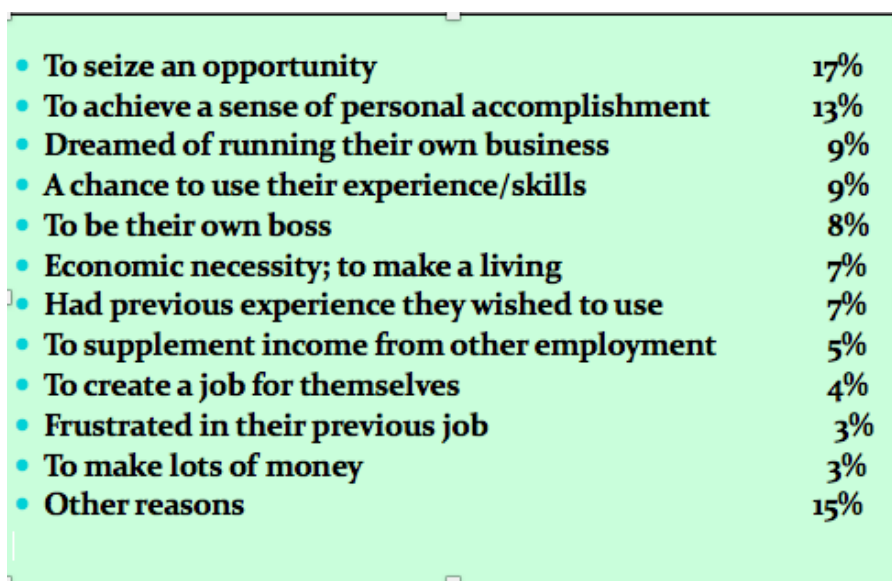 • To seize an opportunity 17%
• To achieve a sense of personal accomplishment 13%
• Dreamed of running their own business 9%
• A chance to use their experience/skills 9%
• To be their own boss 8%
• Economic necessity; to make a living 7%
• Had previous experience they wished to use 7%
• To supplement income from other employment 5%
• To create a job for themselves 4%
• Frustrated in their previous job 3%
• To make lots of money 3%
• Other reasons 15%